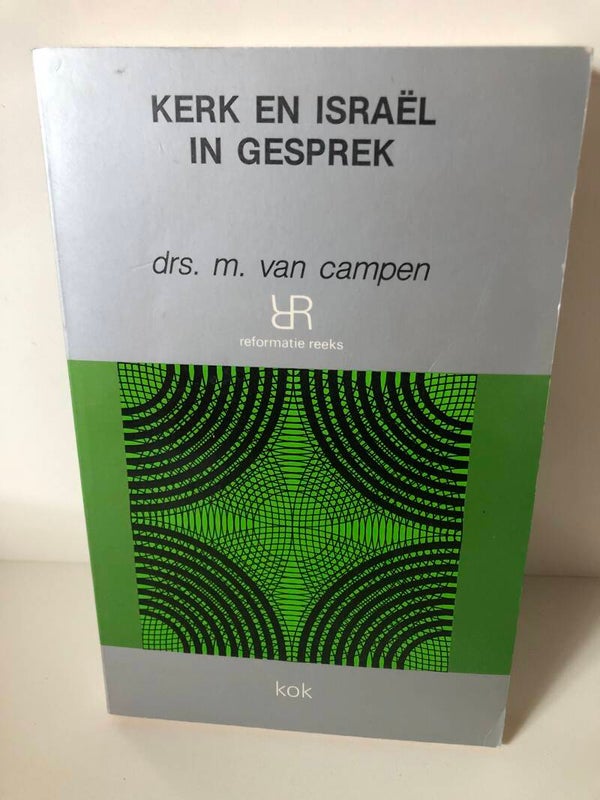 KERK EN ISRAËL
IN GESPREK
drs. m. van campen
reformatie reeks
kok